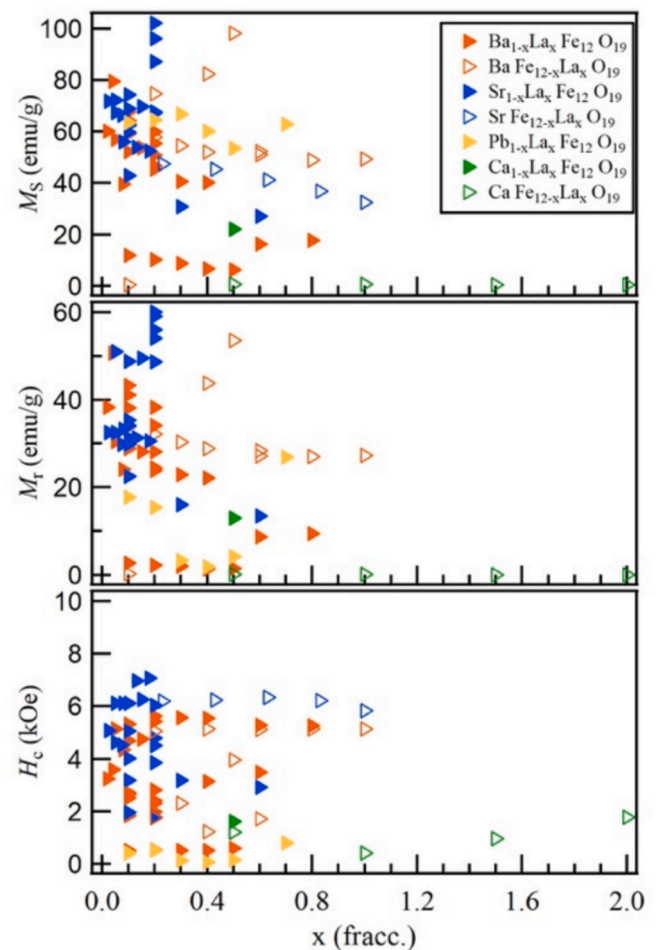 100
80
60
40
20
0
M_S (emu/g)
Ba₁₋ₓLaₓ Fe₁₂ O₁₉
Ba Fe₁₂₋ₓLaₓ O₁₉
Sr₁₋ₓLaₓ Fe₁₂ O₁₉
Sr Fe₁₂₋ₓLaₓ O₁₉
Pb₁₋ₓLaₓ Fe₁₂ O₁₉
Ca₁₋ₓLaₓ Fe₁₂ O₁₉
Ca Fe₁₂₋ₓLaₓ O₁₉
60
40
20
0
M_r (emu/g)
10
8
6
4
2
0
H_c (kOe)
0.0 0.4 0.8 1.2 1.6 2.0
x (fracc.)